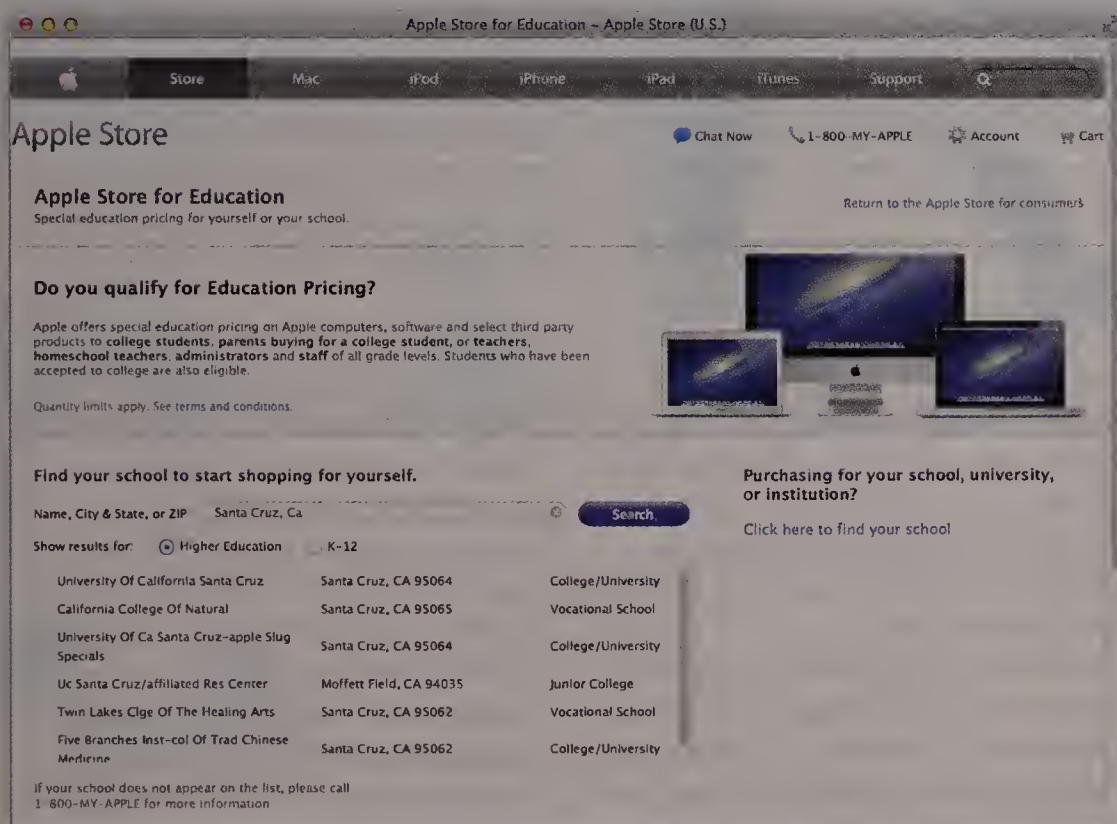 Apple Store for Education – Apple Store (U.S.)
Store Mac iPod iPhone iPad iTunes Support
Apple Store
Chat Now 1-800-MY-APPLE Account Cart
Apple Store for Education
Special education pricing for yourself or your school.
Return to the Apple Store for consumers
Do you qualify for Education Pricing?
Apple offers special education pricing on Apple computers, software and select third party
products to college students, parents buying for a college student, or teachers,
homeschool teachers, administrators and staff of all grade levels. Students who have been
accepted to college are also eligible.
Quantity limits apply. See terms and conditions.
Find your school to start shopping for yourself.
Name, City & State, or ZIP Santa Cruz, Ca Search
Show results for: Higher Education K-12
University Of California Santa Cruz Santa Cruz, CA 95064 College/University
California College Of Natural Santa Cruz, CA 95065 Vocational School
University Of Ca Santa Cruz-apple Slug
Specials Santa Cruz, CA 95064 College/University
Uc Santa Cruz/affiliated Res Center Moffett Field, CA 94035 Junior College
Twin Lakes Clge Of The Healing Arts Santa Cruz, CA 95062 Vocational School
Five Branches Inst-col Of Trad Chinese
Medicine Santa Cruz, CA 95062 College/University
If your school does not appear on the list, please call
1-800-MY-APPLE for more information
Purchasing for your school, university,
or institution?
Click here to find your school